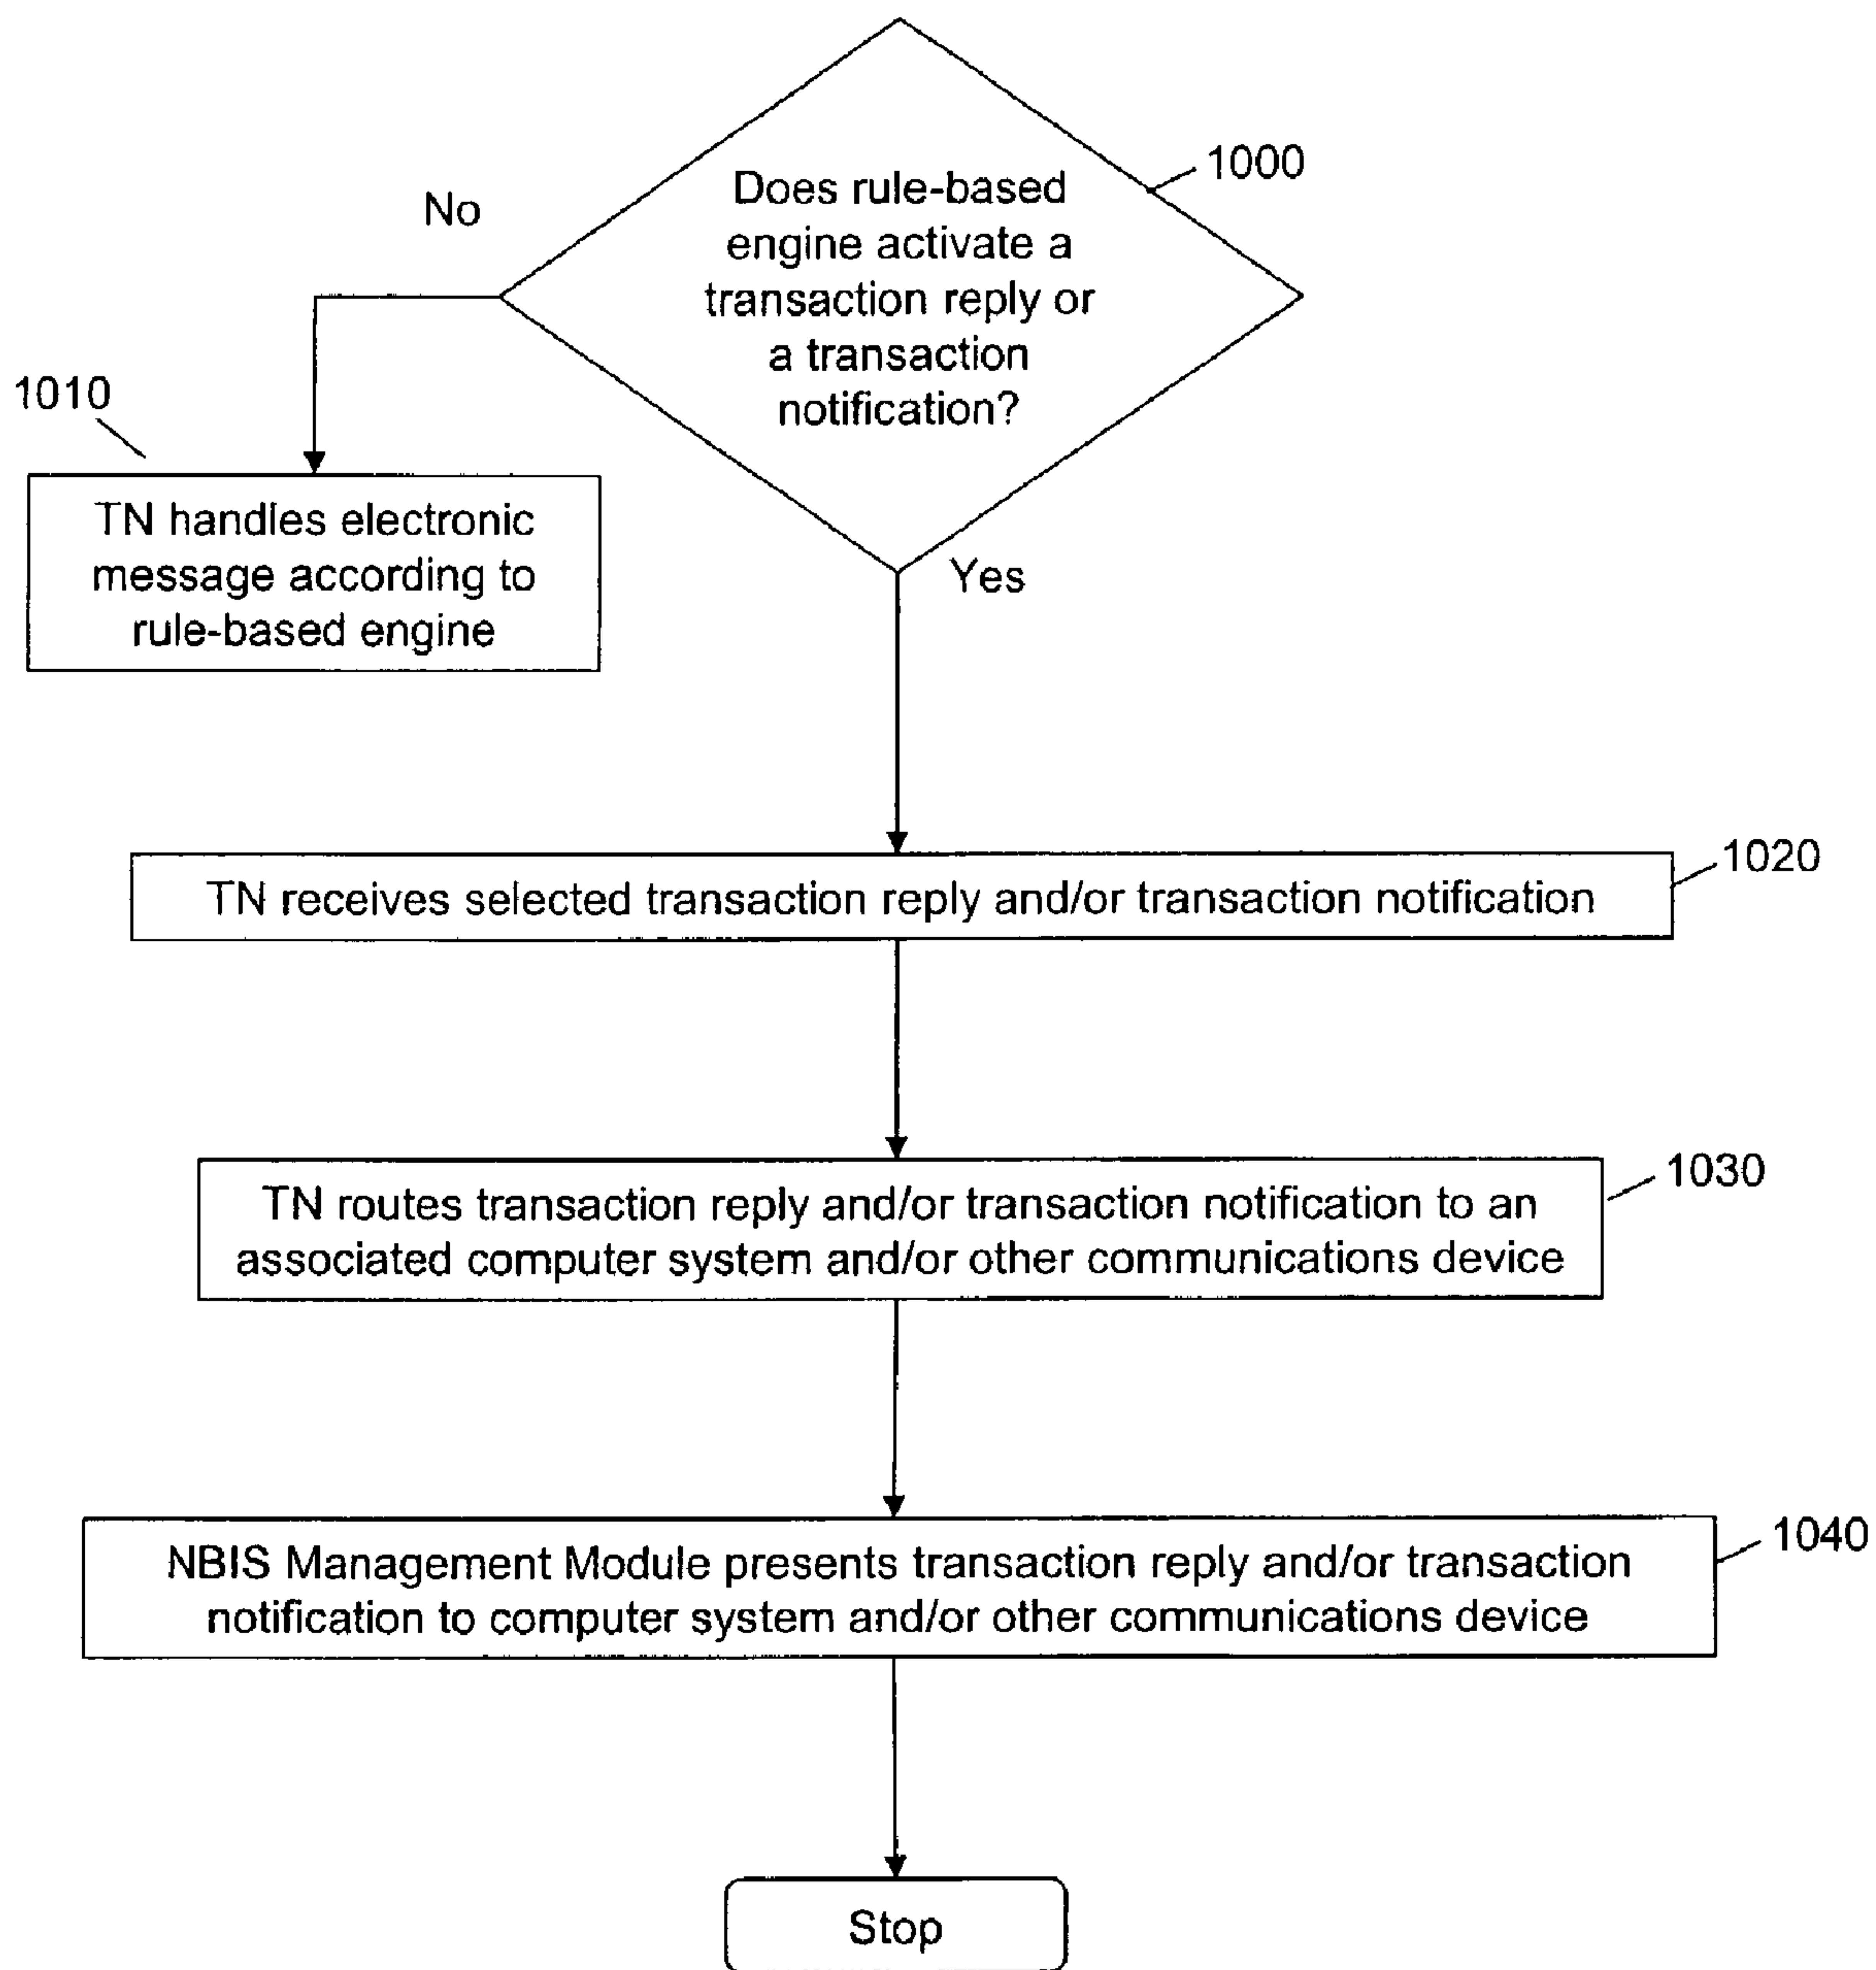 1000
Does rule-based
engine activate a
transaction reply or
a transaction
notification?
No
1010
TN handles electronic
message according to
rule-based engine
Yes
1020
TN receives selected transaction reply and/or transaction notification
1030
TN routes transaction reply and/or transaction notification to an
associated computer system and/or other communications device
1040
NBIS Management Module presents transaction reply and/or transaction
notification to computer system and/or other communications device
Stop